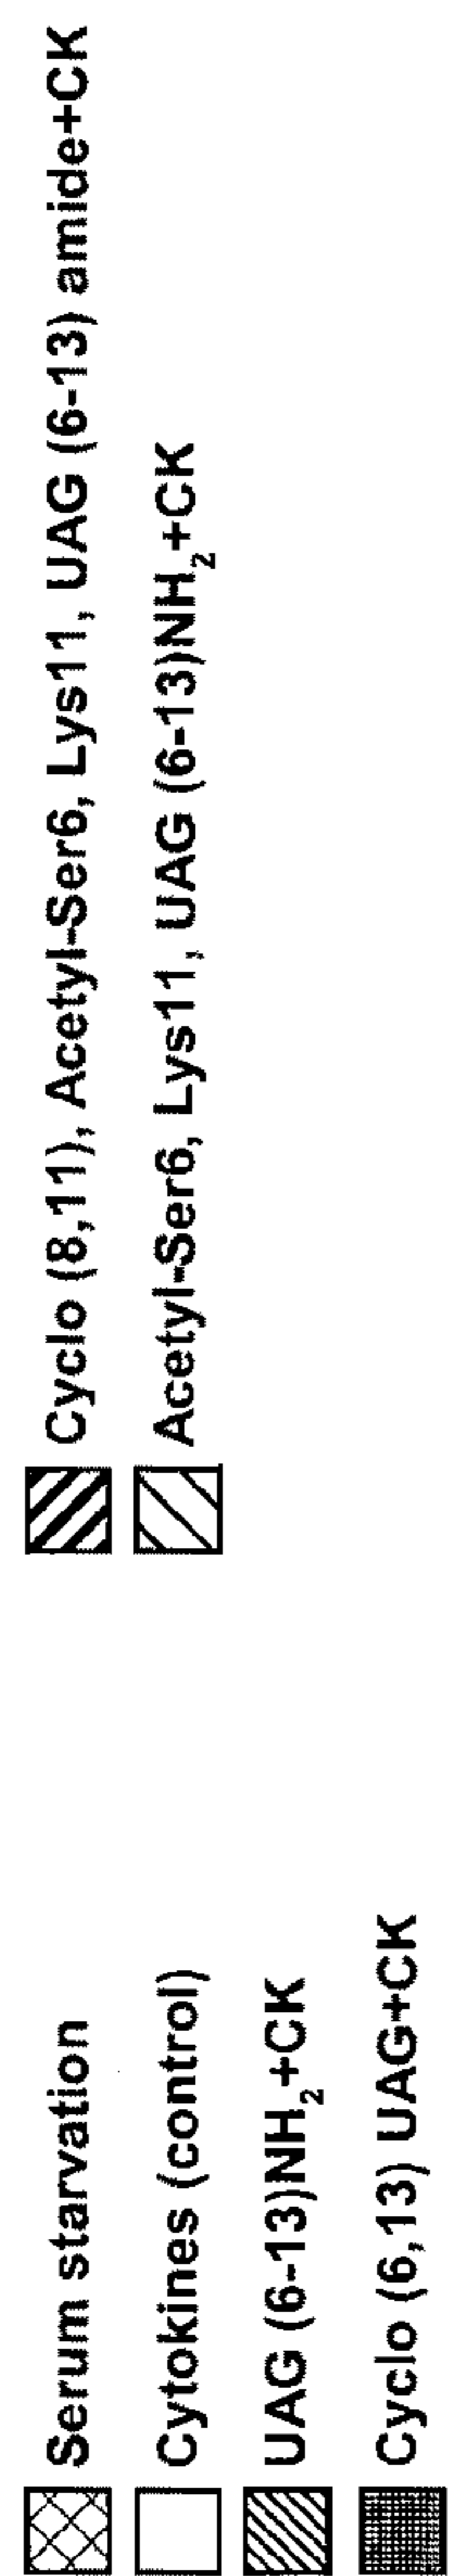 Serum starvation
Cytokines (control)
UAG (6-13)NH₂+CK
Cyclo (6,13) UAG+CK
Cyclo (8,11), Acetyl-Ser6, Lys11, UAG (6-13) amide+CK
Acetyl-Ser6, Lys11, UAG (6-13)NH₂+CK